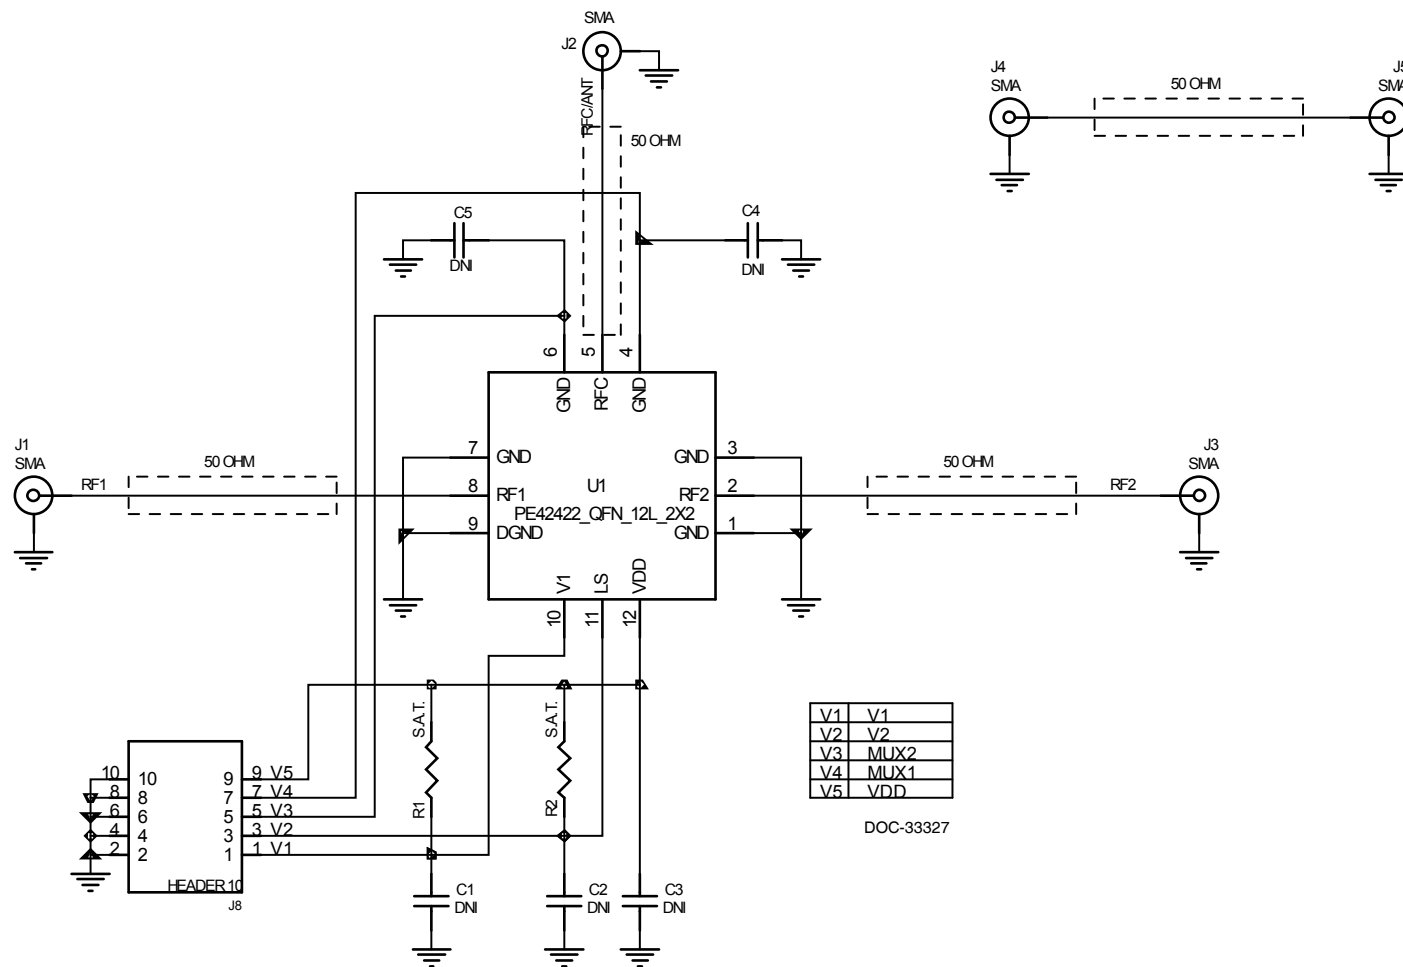 SMA
J2
RFC/ANT
50 OHM
J4
SMA
50 OHM
J5
SMA
C5
DNI
C4
DNI
6
5
4
GND
RFC
GND
J1
SMA
RF1
50 OHM
7
GND
8
RF1
9
DGND
U1
PE42422_QFN_12L_2X2
GND
3
RF2
2
GND
1
50 OHM
RF2
J3
SMA
V1
LS
VDD
10
11
12
S.A.T.
R1
S.A.T.
R2
10 10
8 8
6 6
4 4
2 2
9 9 V5
7 7 V4
5 5 V3
3 3 V2
1 1 V1
HEADER 10
J8
C1
DNI
C2
DNI
C3
DNI
V1 V1
V2 V2
V3 MUX2
V4 MUX1
V5 VDD
DOC-33327